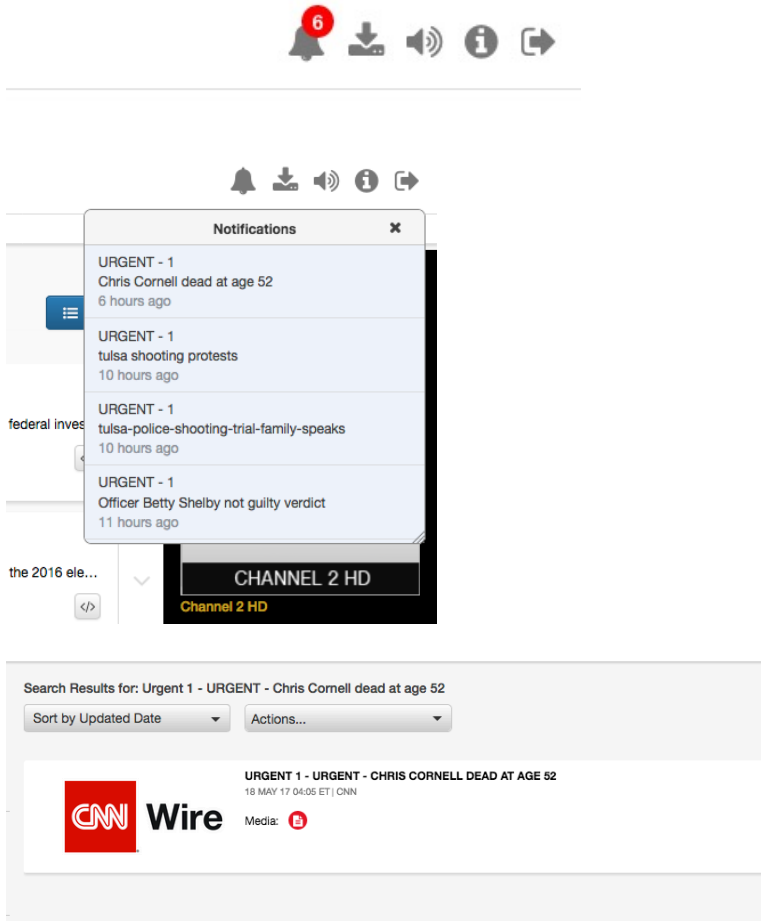 6
Notifications
URGENT - 1
Chris Cornell dead at age 52
6 hours ago
URGENT - 1
tulsa shooting protests
10 hours ago
URGENT - 1
tulsa-police-shooting-trial-family-speaks
10 hours ago
URGENT - 1
Officer Betty Shelby not guilty verdict
11 hours ago
federal inves
the 2016 ele...
</>
CHANNEL 2 HD
Channel 2 HD
Search Results for: Urgent 1 - URGENT - Chris Cornell dead at age 52
Sort by Updated Date
Actions...
CNN Wire
URGENT 1 - URGENT - CHRIS CORNELL DEAD AT AGE 52
18 MAY 17 04:05 ET | CNN
Media: